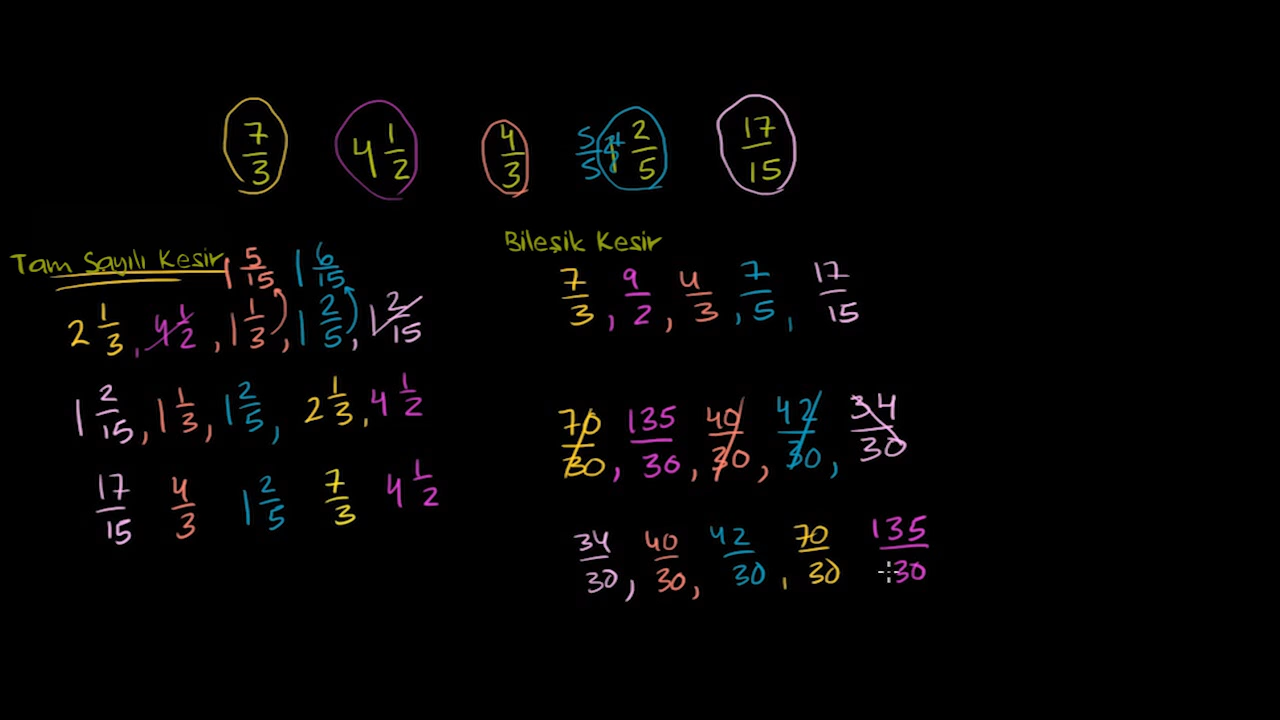 7/3 4 1/2 4/3 5/5 + 1 2/5 17/15
Tam Sayılı Kesir
1 5/15 1 6/15
2 1/3, 4 1/2, 1 1/3, 1 2/5, 1 2/15
1 2/15, 1 1/3, 1 2/5, 2 1/3, 4 1/2
17/15 4/3 1 2/5 7/3 4 1/2
Bileşik Kesir
7/3, 9/2, 4/3, 7/5, 17/15
70/30, 135/30, 40/30, 42/30, 34/30
34/30, 40/30, 42/30, 70/30 135/30